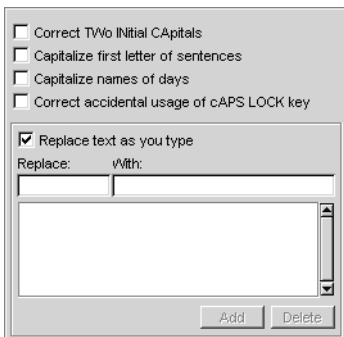 Correct TWo INitial CApitals
Capitalize first letter of sentences
Capitalize names of days
Correct accidental usage of cAPS LOCK key
Replace text as you type
Replace: With:
Add Delete